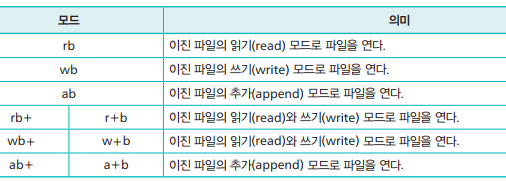 모드 의미
rb 이진 파일의 읽기(read) 모드로 파일을 연다.
wb 이진 파일의 쓰기(write) 모드로 파일을 연다.
ab 이진 파일의 추가(append) 모드로 파일을 연다.
rb+ r+b 이진 파일의 읽기(read)와 쓰기(write) 모드로 파일을 연다.
wb+ w+b 이진 파일의 읽기(read)와 쓰기(write) 모드로 파일을 연다.
ab+ a+b 이진 파일의 추가(append) 모드로 파일을 연다.